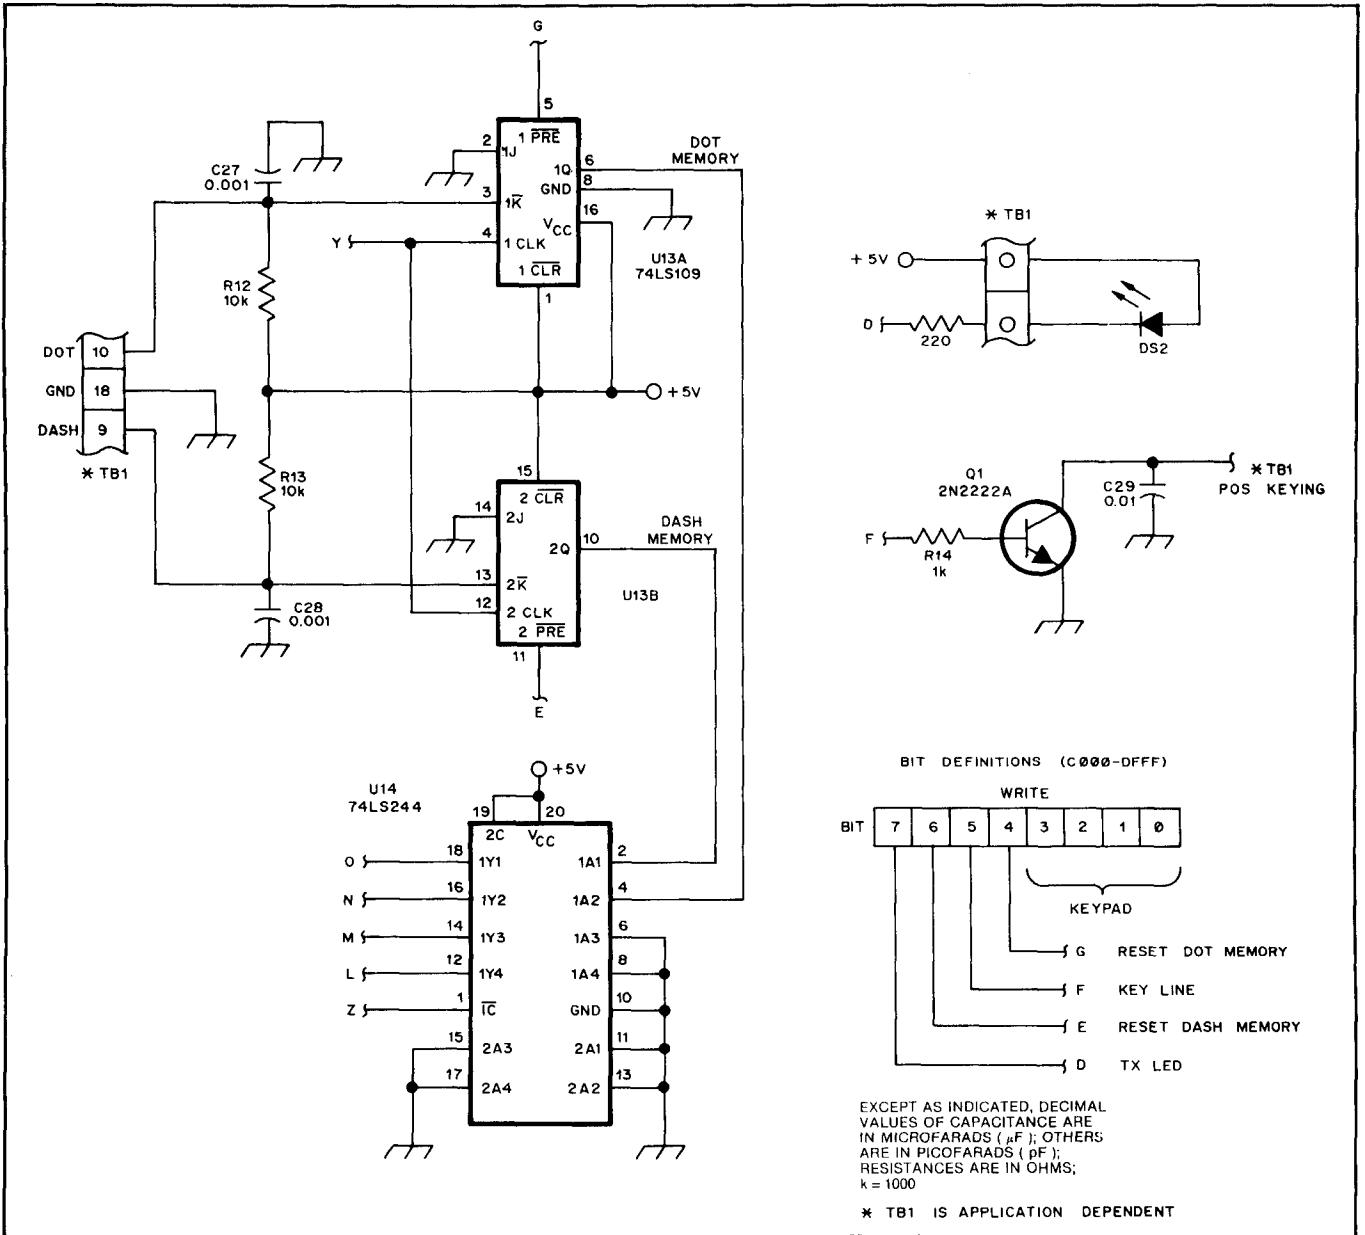 G
5
1 PRE
2
1J
DOT
MEMORY
6
1Q
8
GND
C27
0.001
3
1K
16
VCC
Y
4
1 CLK
U13A
74LS109
1 CLR
1
R12
10k
DOT 10
GND 18
DASH 9
* TB1
+5V
R13
10k
15
2 CLR
14
2J
DASH
MEMORY
10
2Q
13
2K
12
2 CLK
U13B
2 PRE
11
C28
0.001
E
+5V
U14
74LS244
19
20
2C
VCC
O 18 1Y1 1A1 2
N 16 1Y2 1A2 4
M 14 1Y3 1A3 6
L 12 1Y4 1A4 8
Z 1 1C GND 10
15 2A3 2A1 11
17 2A4 2A2 13
* TB1
+5V
D
220
DS2
Q1
2N2222A
F
R14
1k
C29
0.01
* TB1
POS KEYING
BIT DEFINITIONS (C000-DFFF)
WRITE
BIT 7 6 5 4 3 2 1 0
KEYPAD
G RESET DOT MEMORY
F KEY LINE
E RESET DASH MEMORY
D TX LED
EXCEPT AS INDICATED, DECIMAL
VALUES OF CAPACITANCE ARE
IN MICROFARADS ( µF ); OTHERS
ARE IN PICOFARADS ( pF );
RESISTANCES ARE IN OHMS;
k = 1000
* TB1 IS APPLICATION DEPENDENT